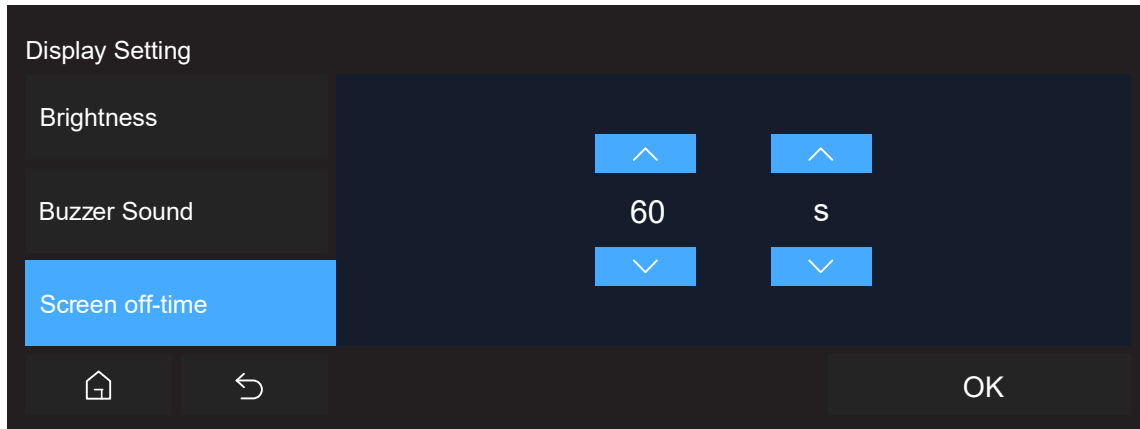 Display Setting
Brightness
Buzzer Sound
60 s
Screen off-time
OK